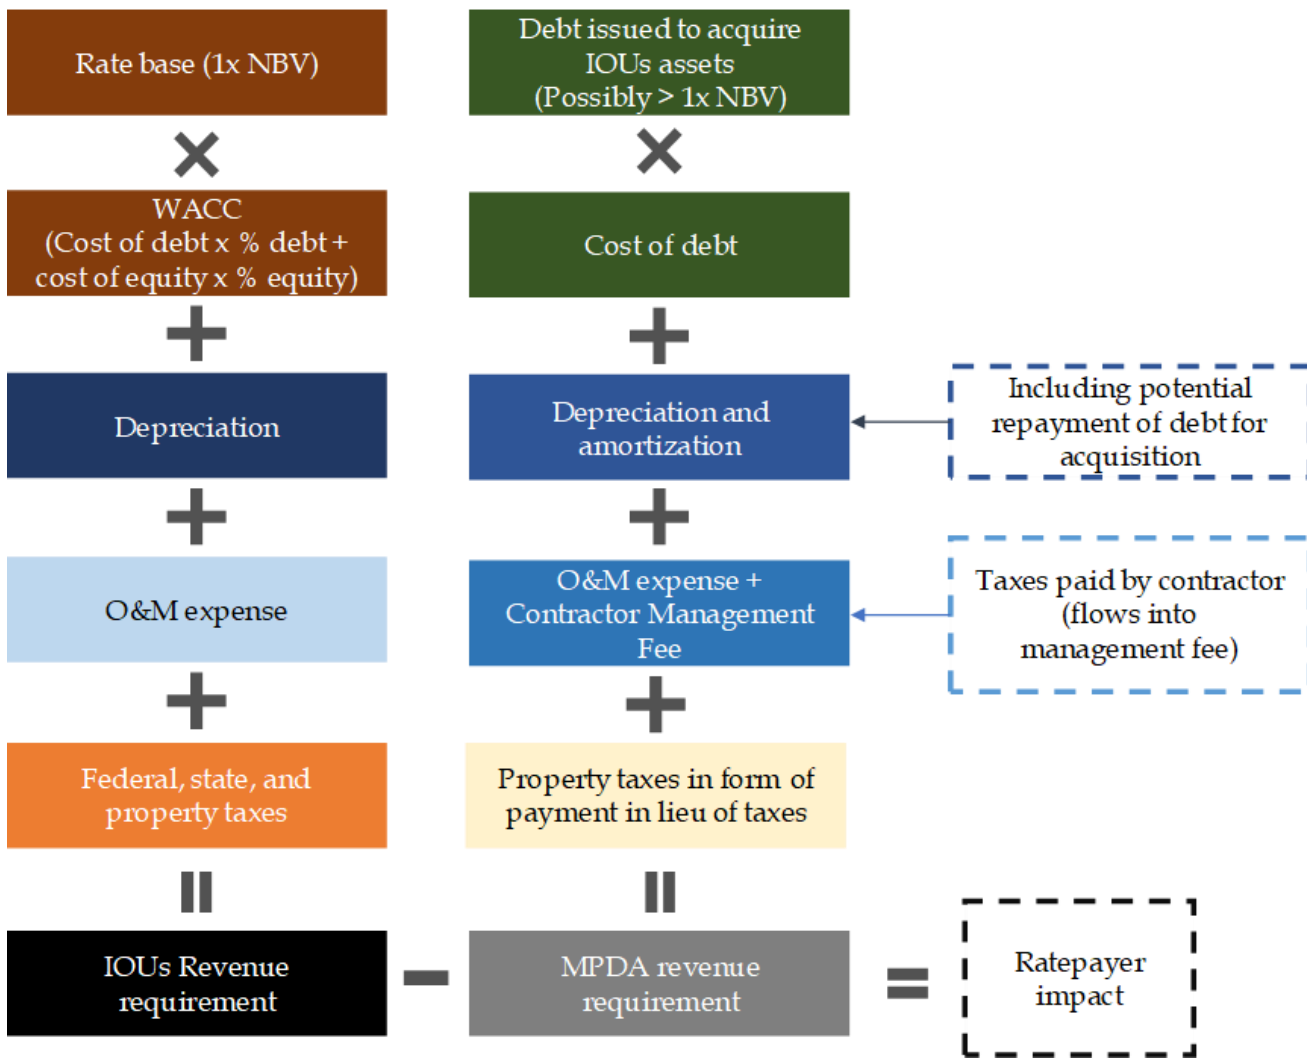 Rate base (1x NBV)
Debt issued to acquire
IOUs assets
(Possibly > 1x NBV)
×
×
WACC
(Cost of debt x % debt +
cost of equity x % equity)
Cost of debt
+
+
Depreciation
Depreciation and
amortization
Including potential
repayment of debt for
acquisition
+
+
O&M expense
O&M expense +
Contractor Management
Fee
Taxes paid by contractor
(flows into
management fee)
+
+
Federal, state, and
property taxes
Property taxes in form of
payment in lieu of taxes
=
=
IOUs Revenue
requirement
-
MPDA revenue
requirement
=
Ratepayer
impact